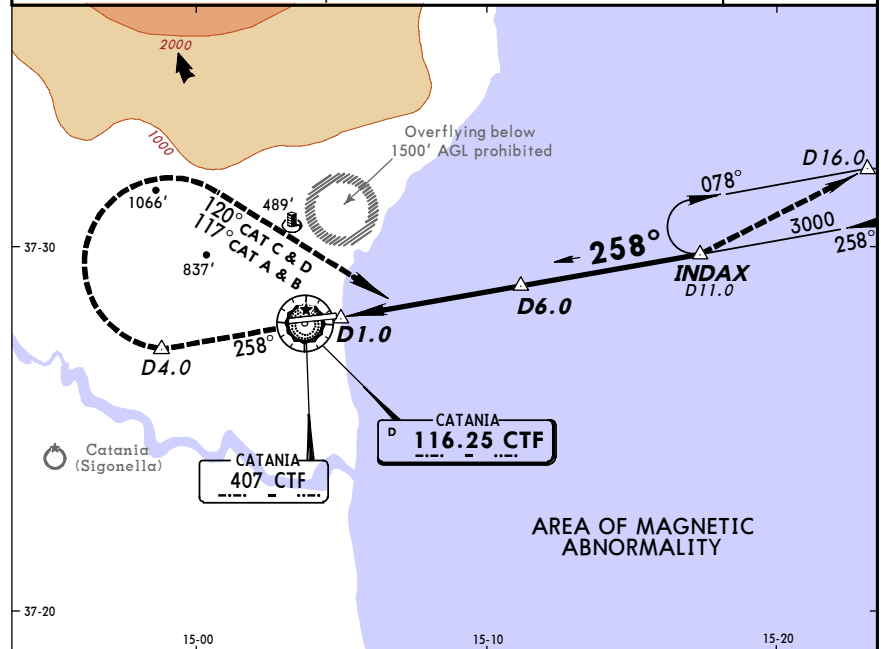 2000
1000
Overflying below
1500' AGL prohibited
D16.0
078°
1066'
120° CAT C & D
117° CAT A & B
489'
3000
258°
258°
37-30
837'
INDAX
D11.0
D6.0
D1.0
258°
D4.0
CATANIA
D 116.25 CTF
Catania
(Sigonella)
CATANIA
407 CTF
AREA OF MAGNETIC
ABNORMALITY
37-20
15-00
15-10
15-20